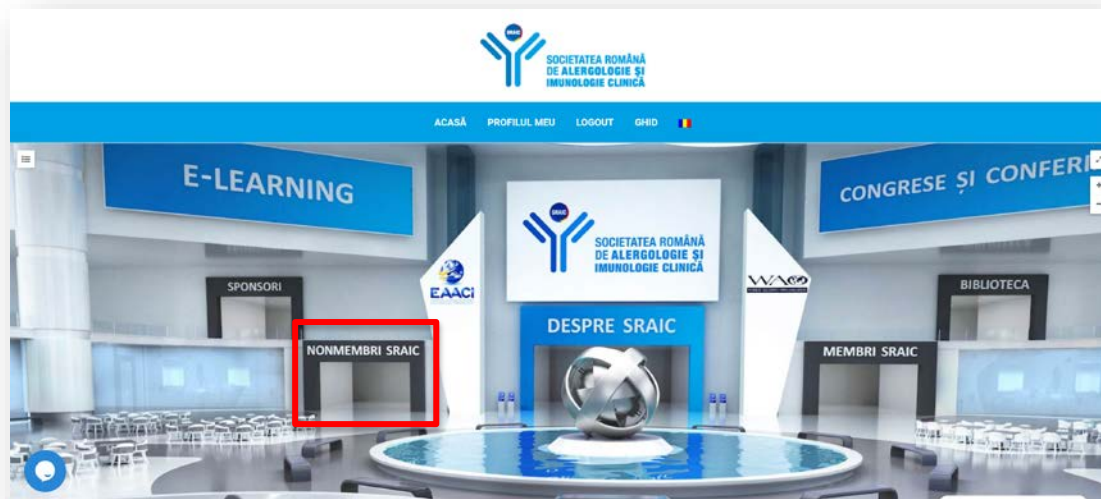 SRAIC
SOCIETATEA ROMÂNĂ
DE ALERGOLOGIE ȘI
IMUNOLOGIE CLINICĂ
ACASĂ PROFILUL MEU LOGOUT GHID
E-LEARNING
CONGRESE ȘI CONFERI
SRAIC
SOCIETATEA ROMÂNĂ
DE ALERGOLOGIE ȘI
IMUNOLOGIE CLINICĂ
EAACI
SPONSORI
BIBLIOTECA
DESPRE SRAIC
NONMEMBRI SRAIC
MEMBRI SRAIC